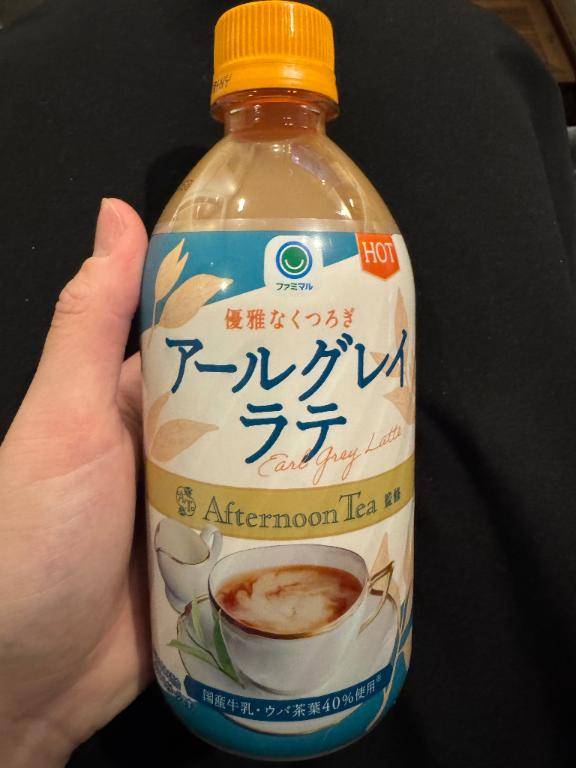 HOT
ファミマル
優雅なくつろぎ
アールグレイ
ラテ
Earl Grey Latte
Afternoon Tea 監修
国産牛乳・ウバ茶葉40%使用※